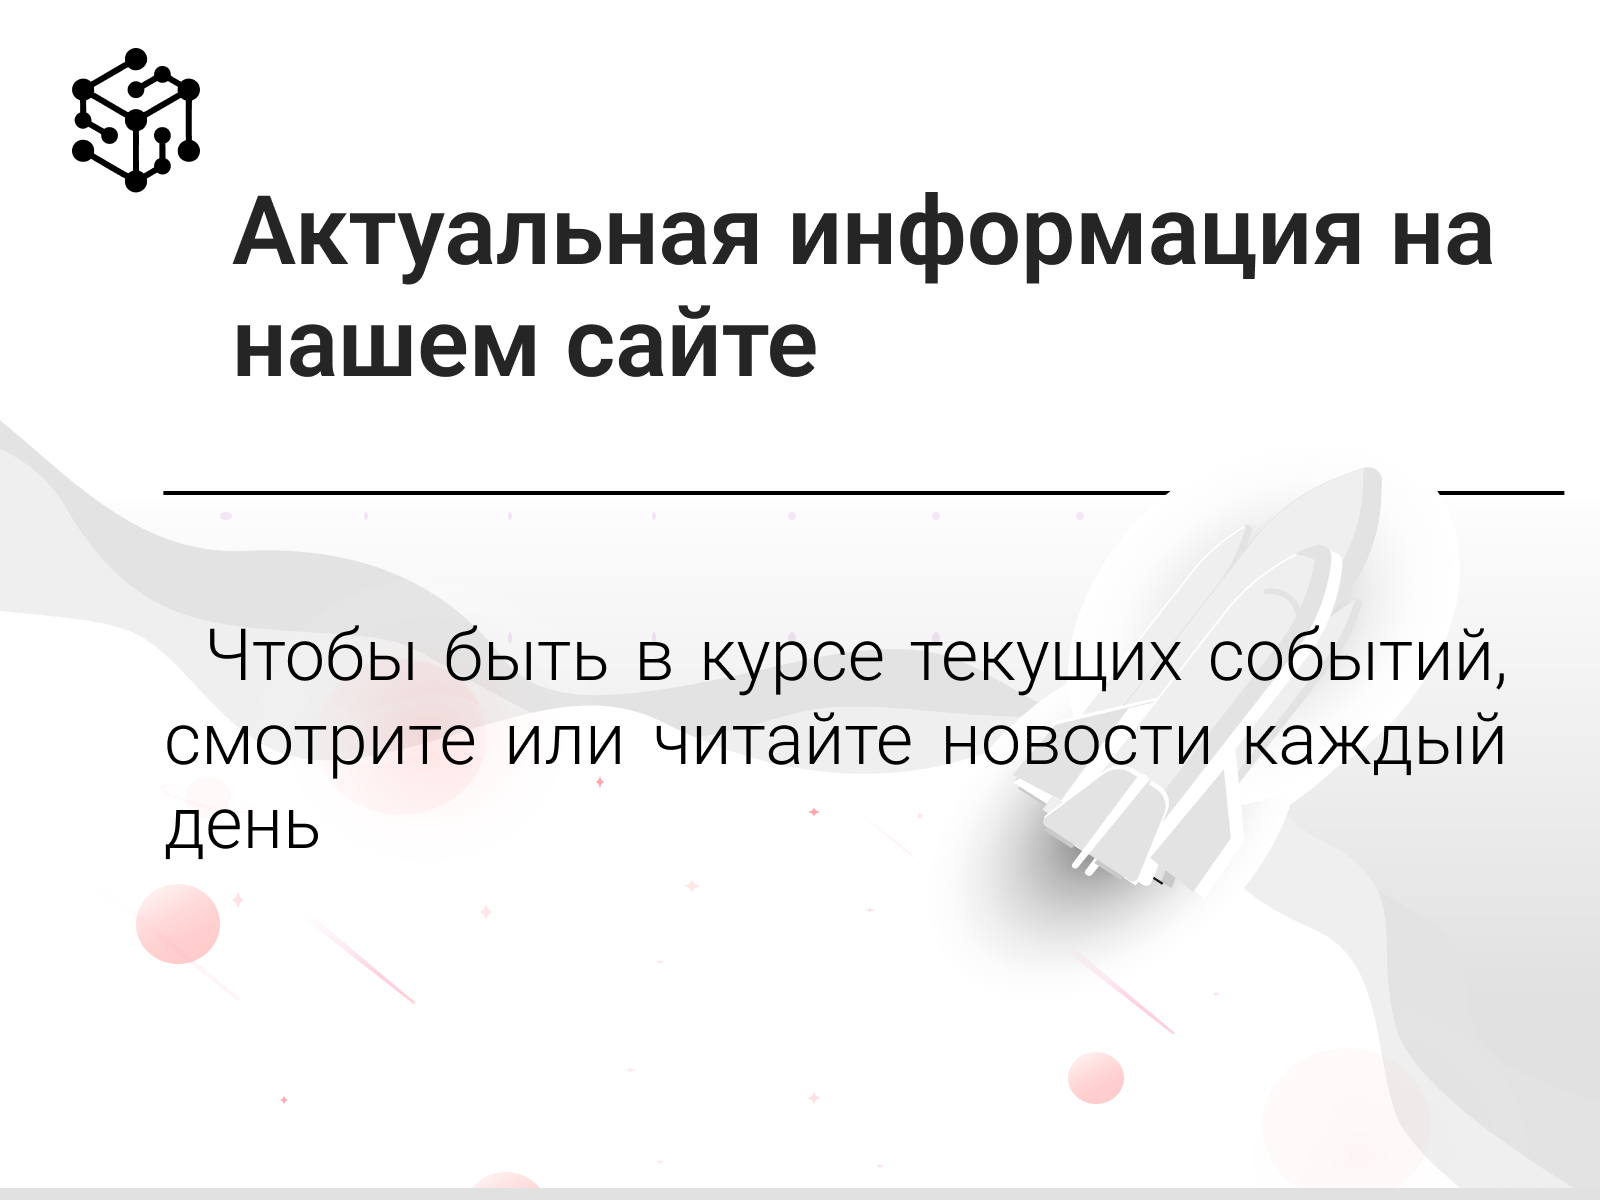 Актуальная информация на
нашем сайте
Чтобы быть в курсе текущих событий,
смотрите или читайте новости каждый
день